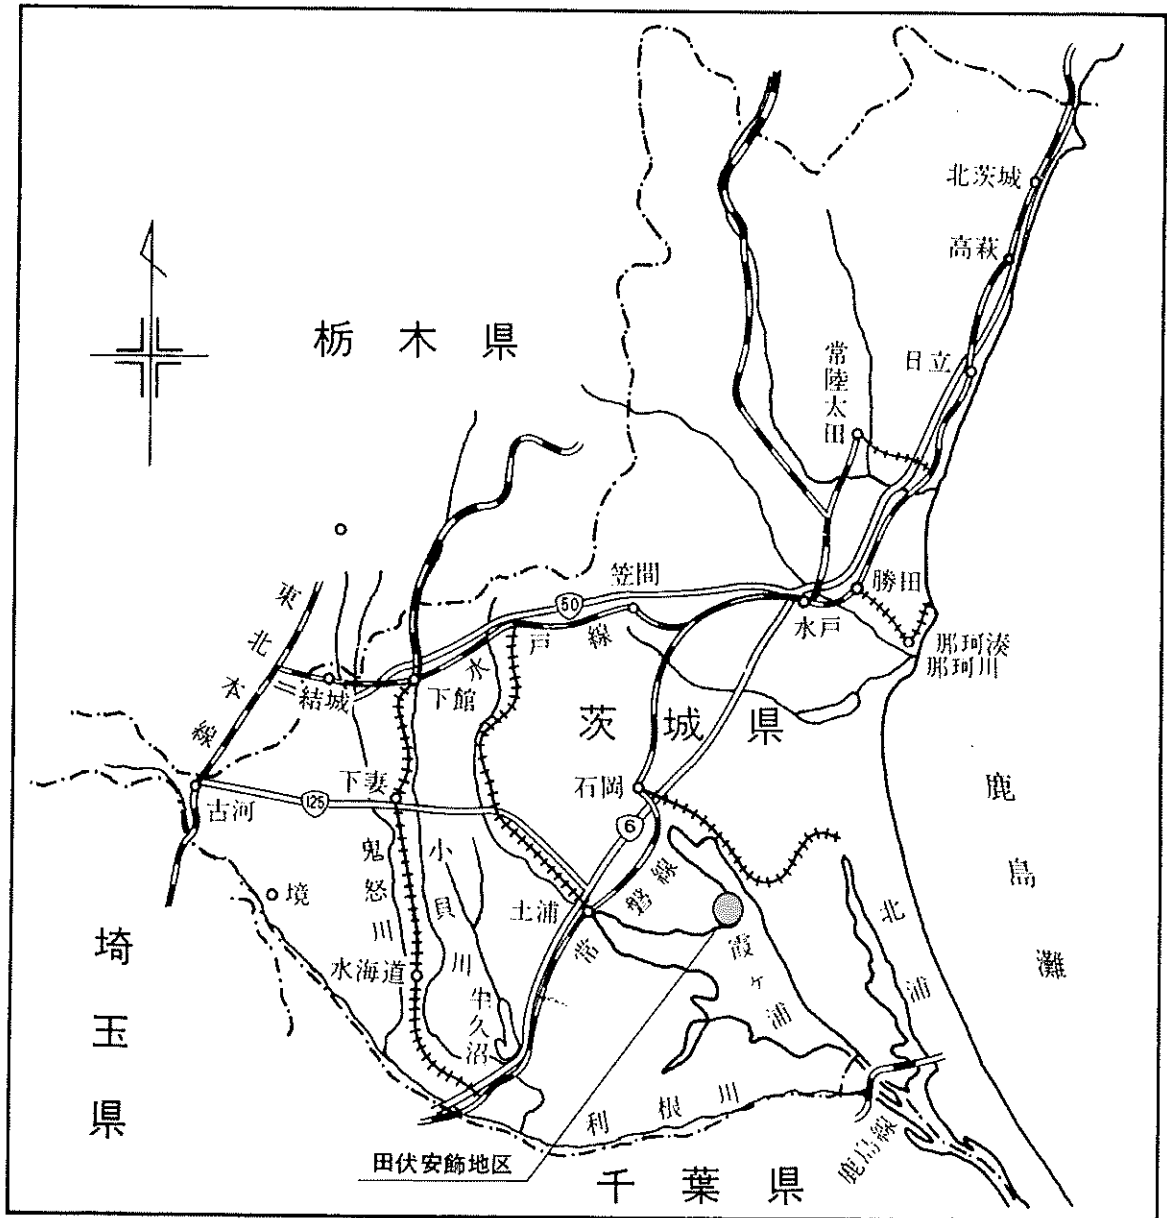 北茨城
高萩
日立
常陸太田
栃木県
笠間
50
勝田
水戸
那珂湊
那珂川
水戸線
東北本線
結城
下館
茨城県
下妻
石岡
古河
125
6
鹿島灘
鬼怒川
小貝川
境
土浦
常磐線
霞ヶ浦
北浦
水海道
牛久沼
埼玉県
利根川
鹿島線
田伏安飾地区
千葉県